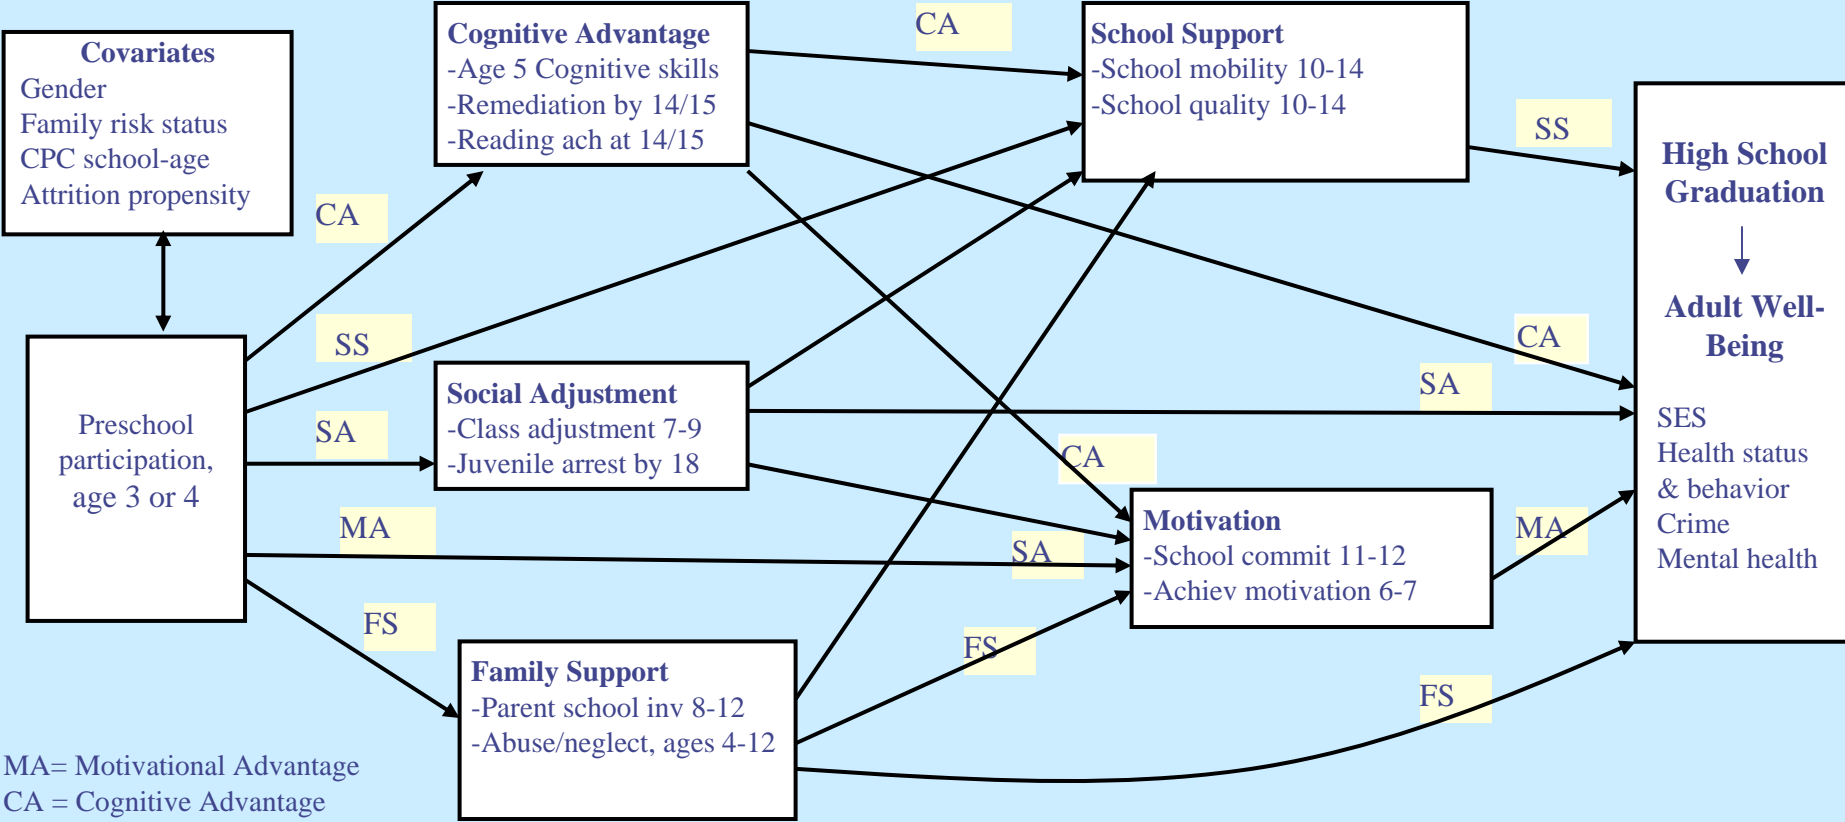 Covariates
Gender
Family risk status
CPC school-age
Attrition propensity
Cognitive Advantage
-Age 5 Cognitive skills
-Remediation by 14/15
-Reading ach at 14/15
CA
School Support
-School mobility 10-14
-School quality 10-14
SS
High School
Graduation
Adult Well-
Being
SES
Health status
& behavior
Crime
Mental health
CA
SS
SA
MA
FS
Preschool
participation,
age 3 or 4
Social Adjustment
-Class adjustment 7-9
-Juvenile arrest by 18
CA
SA
CA
SA
MA
Motivation
-School commit 11-12
-Achiev motivation 6-7
FS
FS
Family Support
-Parent school inv 8-12
-Abuse/neglect, ages 4-12
MA= Motivational Advantage
CA = Cognitive Advantage